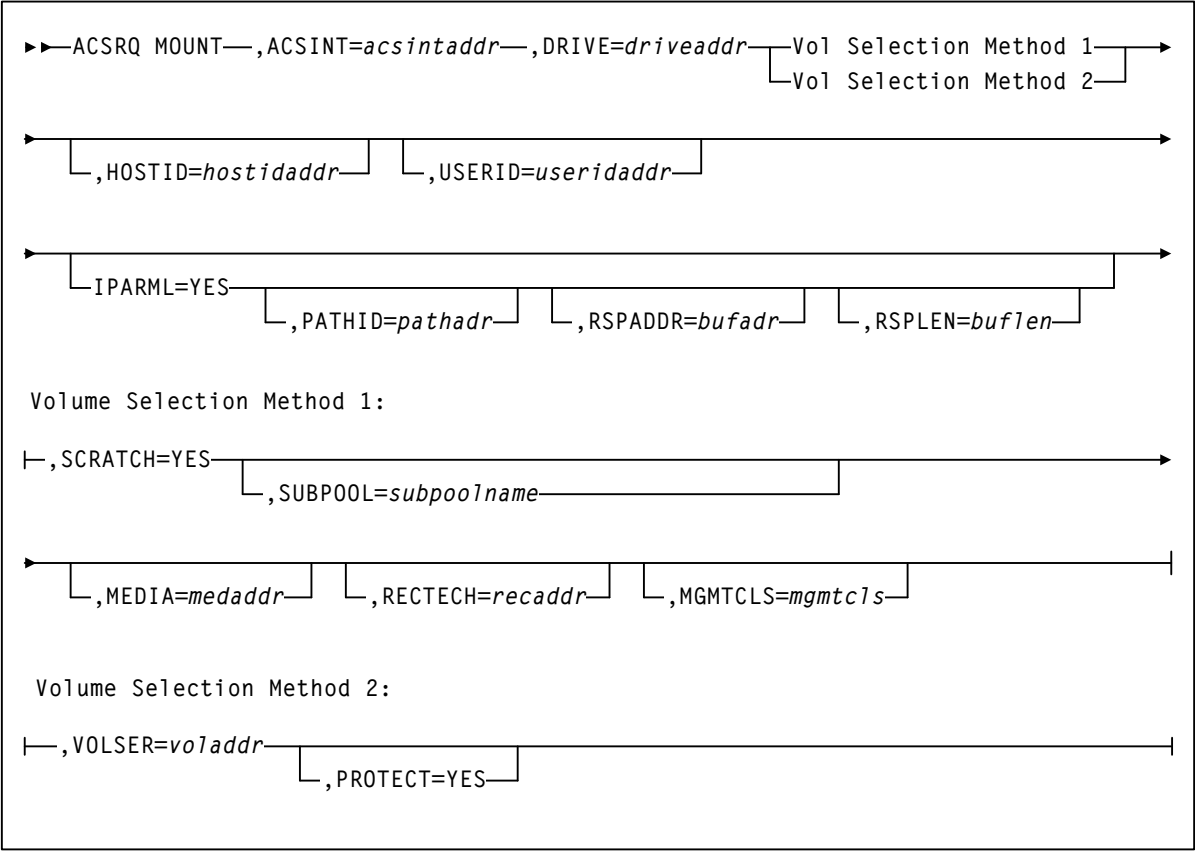 ACSRQ MOUNT ,ACSINT=acsintaddr ,DRIVE=driveaddr Vol Selection Method 1
Vol Selection Method 2
,HOSTID=hostidaddr ,USERID=useridaddr
IPARML=YES
,PATHID=pathadr ,RSPADDR=bufadr ,RSPLEN=buflen
Volume Selection Method 1:
,SCRATCH=YES
,SUBPOOL=subpoolname
,MEDIA=medaddr ,RECTECH=recaddr ,MGMTCLS=mgmtcls
Volume Selection Method 2:
,VOLSER=voladdr
,PROTECT=YES